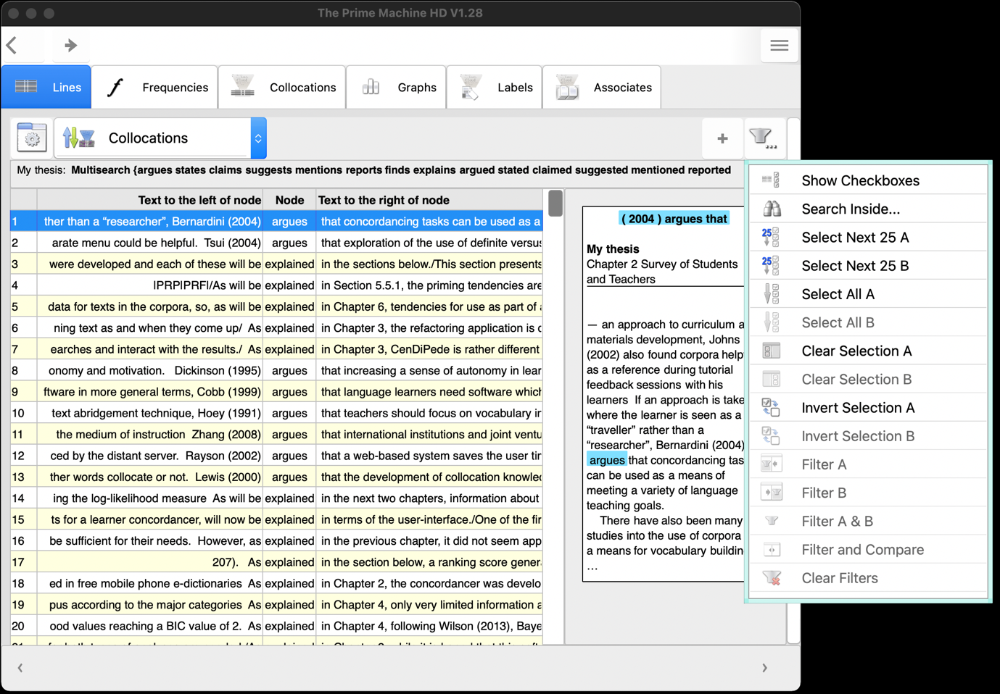 The Prime Machine HD V1.28
Lines
Frequencies
Collocations
Graphs
Labels
Associates
Collocations
My thesis: Multisearch {argues states claims suggests mentions reports finds explains argued stated claimed suggested mentioned reported
Text to the left of node Node Text to the right of node
1 ther than a “researcher”, Bernardini (2004) argues that concordancing tasks can be used as a
2 arate menu could be helpful. Tsui (2004) argues that exploration of the use of definite versus
3 were developed and each of these will be explained in the sections below./This section presents
4 |PRP|PRF|/As will be explained in Section 5.5.1, the priming tendencies are
5 data for texts in the corpora, so, as will be explained in Chapter 6, tendencies for use as part of a
6 ning text as and when they come up/ As explained in Chapter 3, the refactoring application is c
7 earches and interact with the results./ As explained in Chapter 3, CenDiPede is rather different
8 onomy and motivation. Dickinson (1995) argues that increasing a sense of autonomy in lear
9 ftware in more general terms, Cobb (1999) argues that language learners need software which
10 text abridgement technique, Hoey (1991) argues that teachers should focus on vocabulary in
11 the medium of instruction Zhang (2008) argues that international institutions and joint ventu
12 ced by the distant server. Rayson (2002) argues that a web-based system saves the user tim
13 ther words collocate or not. Lewis (2000) argues that the development of collocation knowled
14 ing the log-likelihood measure As will be explained in the next two chapters, information about
15 ts for a learner concordancer, will now be explained in terms of the user-interface./One of the fir
16 be sufficient for their needs. However, as explained in the previous chapter, it did not seem app
17 207). As explained in the section below, a ranking score gener
18 ed in free mobile phone e-dictionaries As explained in Chapter 2, the concordancer was develo
19 pus according to the major categories As explained in Chapter 4, only very limited information a
20 ood values reaching a BIC value of 2. As explained in Chapter 4, following Wilson (2013), Baye
( 2004 ) argues that
My thesis
Chapter 2 Survey of Students
and Teachers
— an approach to curriculum a
materials development, Johns
(2002) also found corpora help
as a reference during tutorial
feedback sessions with his
learners If an approach is take
where the learner is seen as a
“traveller” rather than a
“researcher”, Bernardini (2004)
argues that concordancing tas
can be used as a means of
meeting a variety of language
teaching goals.
There have also been many
studies into the use of corpora
a means for vocabulary buildin
...
Show Checkboxes
Search Inside...
25 Select Next 25 A
25 Select Next 25 B
Select All A
Select All B
Clear Selection A
Clear Selection B
Invert Selection A
Invert Selection B
Filter A
Filter B
Filter A & B
Filter and Compare
Clear Filters